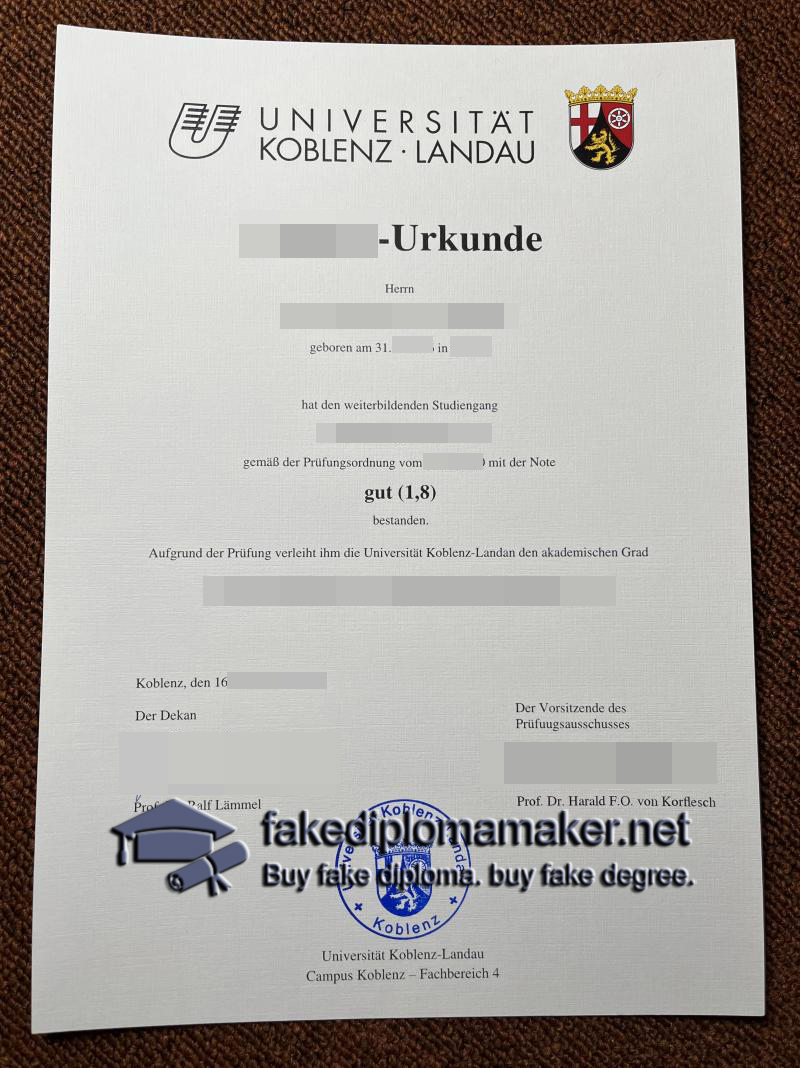 UNIVERSITÄT
KOBLENZ · LANDAU
-Urkunde
Herrn
geboren am 31. in
hat den weiterbildenden Studiengang
gemäß der Prüfungsordnung vom mit der Note
gut (1,8)
bestanden.
Aufgrund der Prüfung verleiht ihm die Universität Koblenz-Landan den akademischen Grad
Koblenz, den 16
Der Dekan
Der Vorsitzende des
Prüfuugsausschusses
Ralf Lämmel
Prof. Dr. Harald F.O. von Korflesch
fakediplomamaker.net
Buy fake diploma. buy fake degree.
Universität Koblenz-Landau
Koblenz
Universität Koblenz-Landau
Campus Koblenz – Fachbereich 4